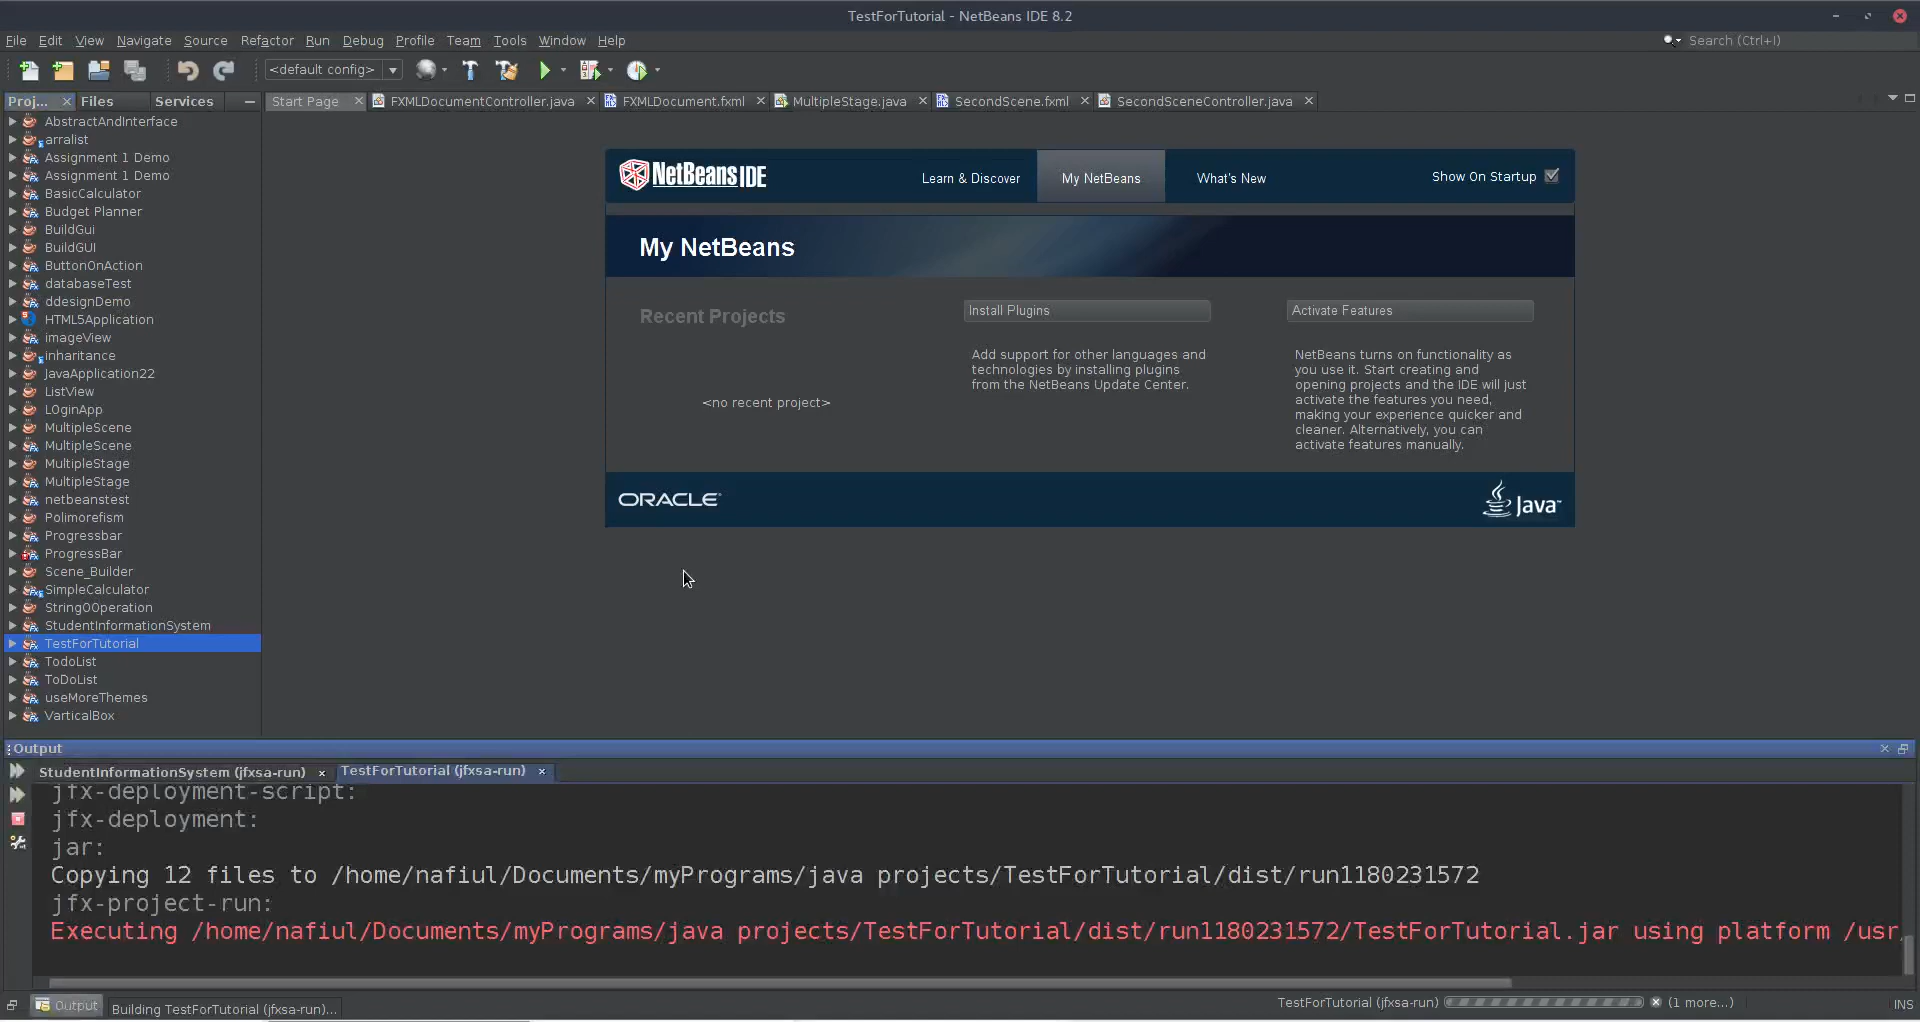 TestForTutorial - NetBeans IDE 8.2
File Edit View Navigate Source Refactor Run Debug Profile Team Tools Window Help
Search (Ctrl+I)
<default config>
Proj... Files Services
Start Page FXMLDocumentController.java FXMLDocument.fxml MultipleStage.java SecondScene.fxml SecondSceneController.java
AbstractAndInterface
arralist
Assignment 1 Demo
Assignment 1 Demo
BasicCalculator
Budget Planner
BuildGui
BuildGUI
ButtonOnAction
databaseTest
ddesignDemo
HTML5Application
imageView
inharitance
JavaApplication22
ListView
LOginApp
MultipleScene
MultipleScene
MultipleStage
MultipleStage
netbeanstest
Polimorefism
Progressbar
ProgressBar
Scene_Builder
SimpleCalculator
StringOOperation
StudentInformationSystem
TestForTutorial
TodoList
ToDoList
useMoreThemes
VarticalBox
NetBeans IDE
Learn & Discover My NetBeans What's New
Show On Startup
My NetBeans
Recent Projects
<no recent project>
Install Plugins
Add support for other languages and
technologies by installing plugins
from the NetBeans Update Center.
Activate Features
NetBeans turns on functionality as
you use it. Start creating and
opening projects and the IDE will just
activate the features you need,
making your experience quicker and
cleaner. Alternatively, you can
activate features manually.
ORACLE
Java
Output
StudentInformationSystem (jfxsa-run) TestForTutorial (jfxsa-run)
jfx-deployment-script:
jfx-deployment:
jar:
Copying 12 files to /home/nafiul/Documents/myPrograms/java projects/TestForTutorial/dist/run1180231572
jfx-project-run:
Executing /home/nafiul/Documents/myPrograms/java projects/TestForTutorial/dist/run1180231572/TestForTutorial.jar using platform /usr/
Output
Building TestForTutorial (jfxsa-run)...
TestForTutorial (jfxsa-run)
(1 more...)
INS